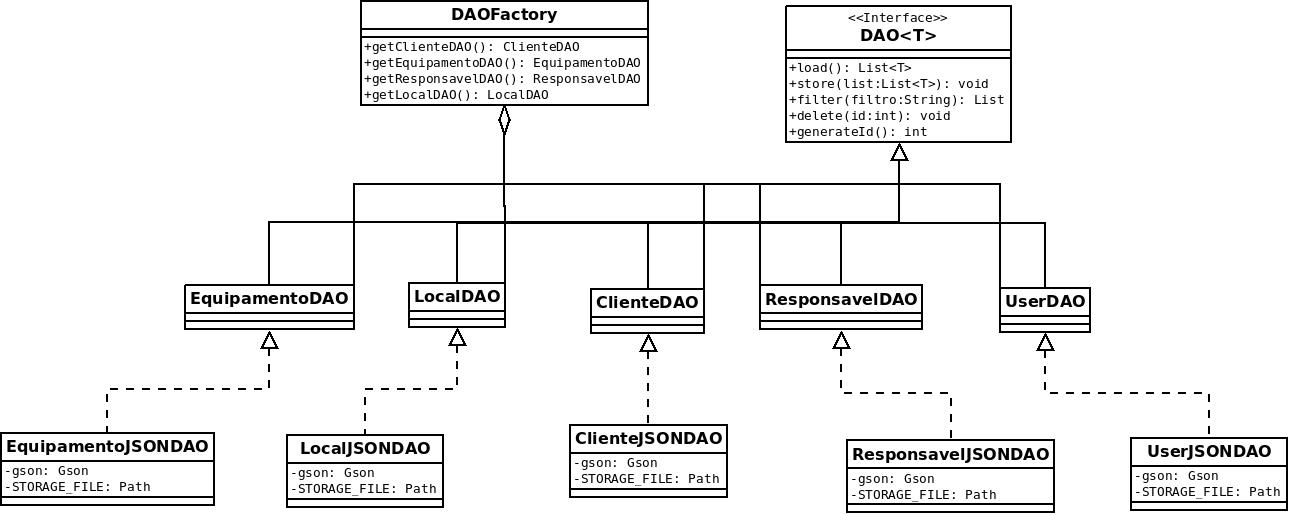 DAOFactory
+getClienteDAO(): ClienteDAO
+getEquipamentoDAO(): EquipamentoDAO
+getResponsavelDAO(): ResponsavelDAO
+getLocalDAO(): LocalDAO
<<Interface>>
DAO<T>
+load(): List<T>
+store(list:List<T>): void
+filter(filtro:String): List
+delete(id:int): void
+generateId(): int
EquipamentoDAO
LocalDAO
ClienteDAO
ResponsavelDAO
UserDAO
EquipamentoJSONDAO
-gson: Gson
-STORAGE_FILE: Path
LocalJSONDAO
-gson: Gson
-STORAGE_FILE: Path
ClienteJSONDAO
-gson: Gson
-STORAGE_FILE: Path
ResponsavelJSONDAO
-gson: Gson
-STORAGE_FILE: Path
UserJSONDAO
-gson: Gson
-STORAGE_FILE: Path